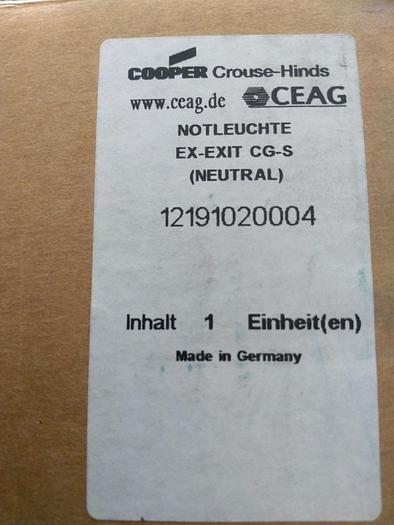 COOPER Crouse-Hinds
www.ceag.de CEAG
NOTLEUCHTE
EX-EXIT CG-S
(NEUTRAL)
12191020004
Inhalt 1 Einheit(en)
Made in Germany